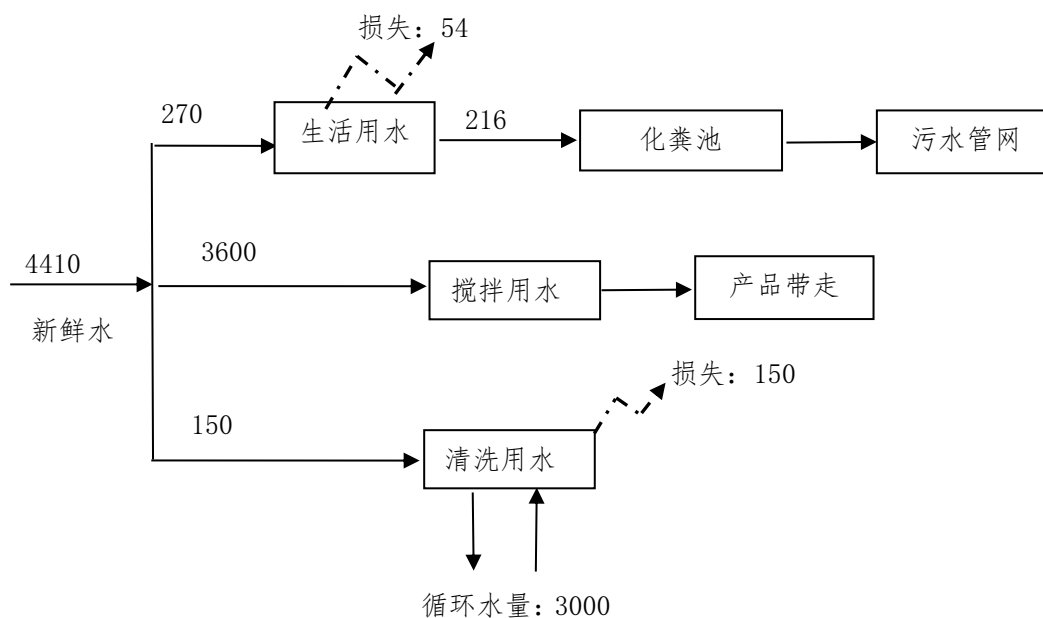 损失：54
270
生活用水
216
化粪池
污水管网
4410
新鲜水
3600
搅拌用水
产品带走
损失：150
150
清洗用水
循环水量：3000